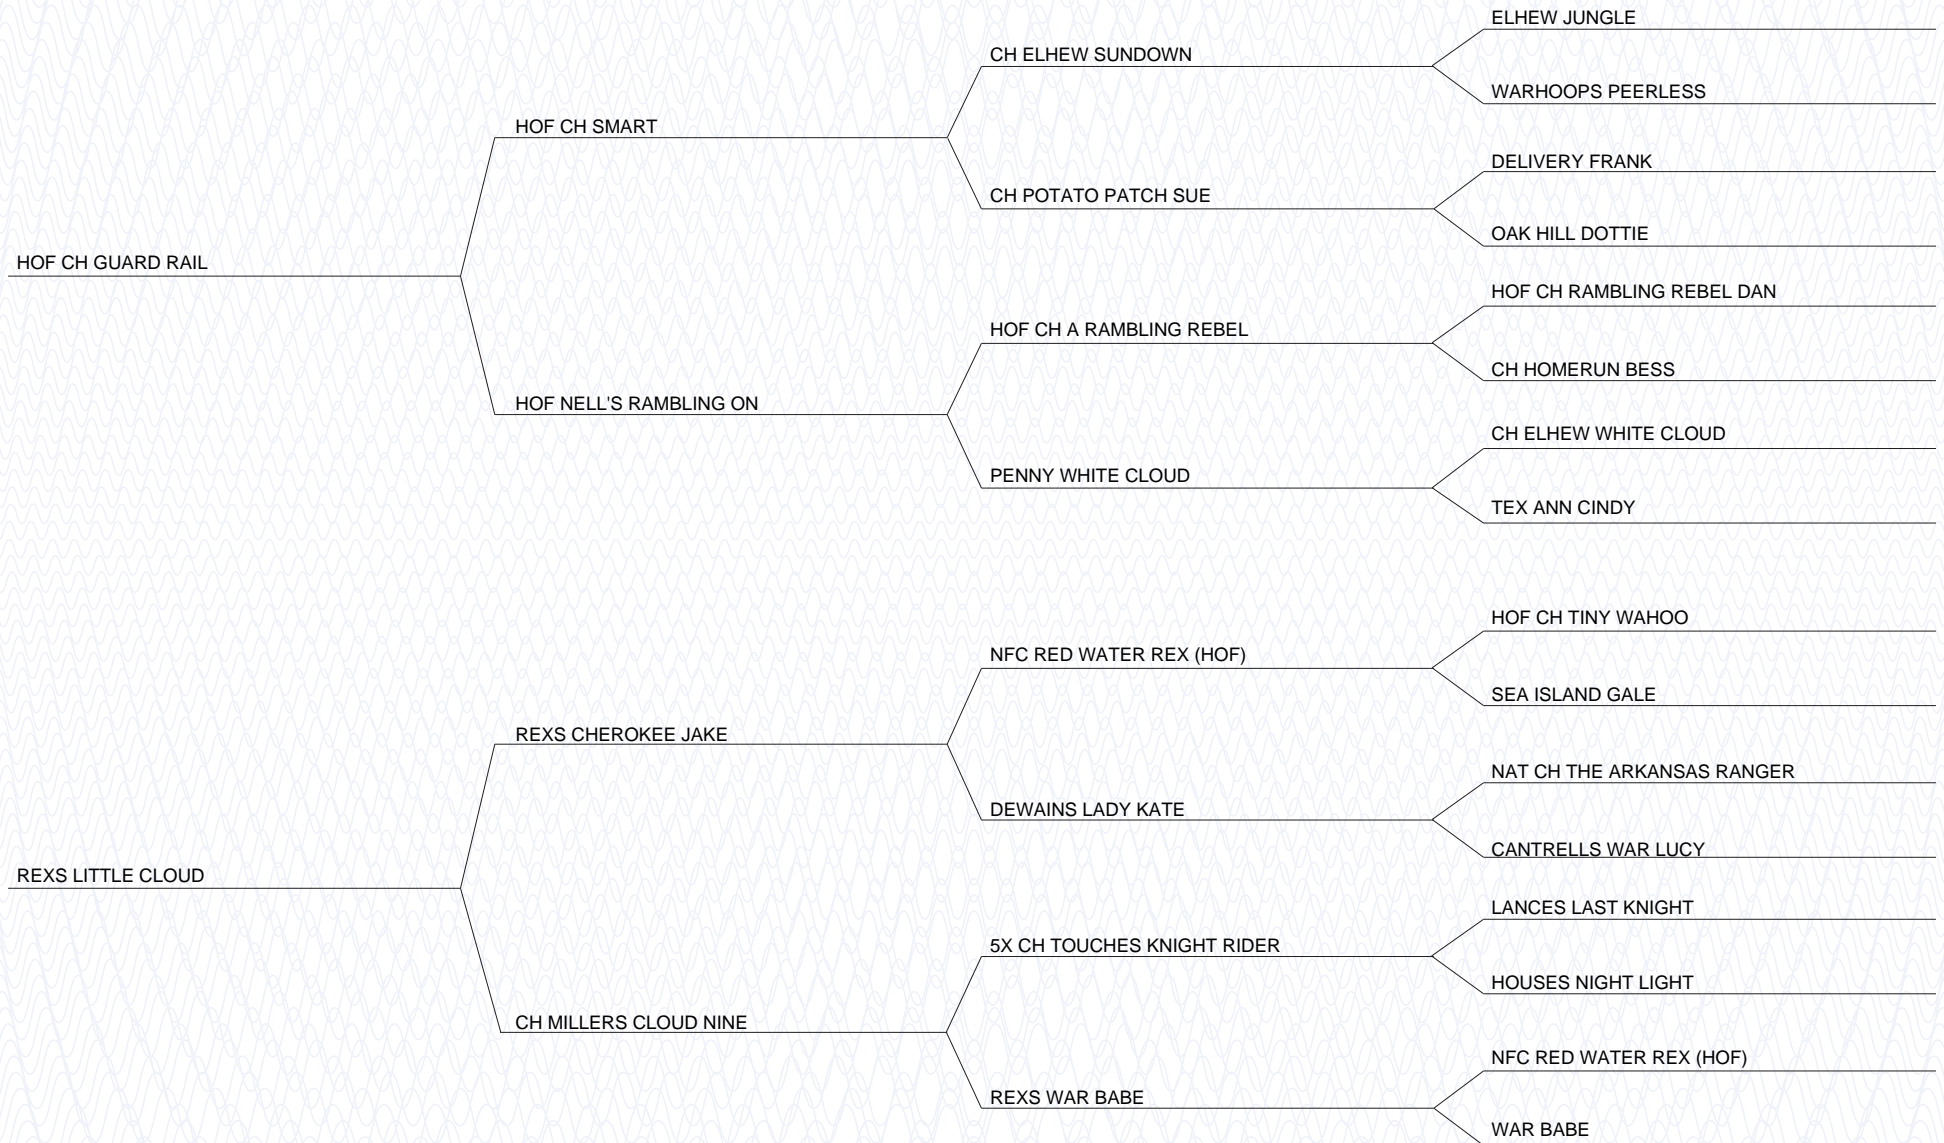 ELHEW JUNGLE
CH ELHEW SUNDOWN
WARHOOPS PEERLESS
HOF CH SMART
DELIVERY FRANK
CH POTATO PATCH SUE
OAK HILL DOTTIE
HOF CH GUARD RAIL
HOF CH RAMBLING REBEL DAN
HOF CH A RAMBLING REBEL
CH HOMERUN BESS
HOF NELL'S RAMBLING ON
CH ELHEW WHITE CLOUD
PENNY WHITE CLOUD
TEX ANN CINDY
HOF CH TINY WAHOO
NFC RED WATER REX (HOF)
SEA ISLAND GALE
REXS CHEROKEE JAKE
NAT CH THE ARKANSAS RANGER
DEWAINS LADY KATE
CANTRELLS WAR LUCY
REXS LITTLE CLOUD
LANCES LAST KNIGHT
5X CH TOUCHES KNIGHT RIDER
HOUSES NIGHT LIGHT
CH MILLERS CLOUD NINE
NFC RED WATER REX (HOF)
REXS WAR BABE
WAR BABE